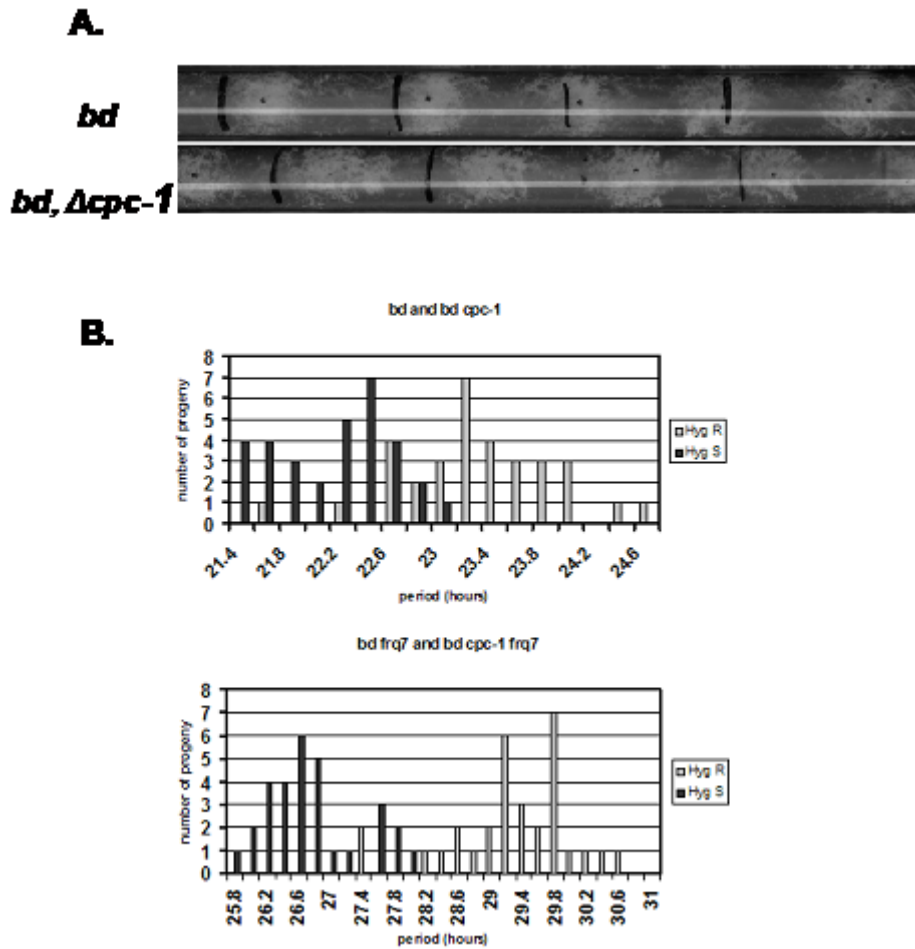 A.
bd
bd, Δcpc-1
B.
bd and bd cpc-1
number of progeny
8
7
6
5
4
3
2
1
0
21.4 21.8 22.2 22.6 23 23.4 23.8 24.2 24.6
period (hours)
Hyg R
Hyg S
bd frq7 and bd cpc-1 frq7
number of progeny
8
7
6
5
4
3
2
1
0
25.8 26.2 26.6 27 27.4 27.8 28.2 28.6 29 29.4 29.8 30.2 30.6 31
period (hours)
Hyg R
Hyg S